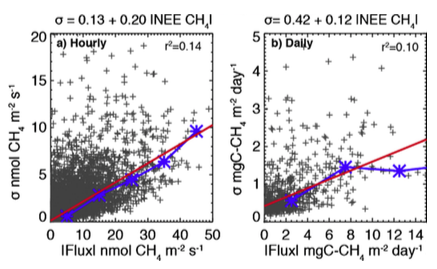 σ = 0.13 + 0.20 |NEE CH₄|
a) Hourly
r²=0.14
20
15
10
5
0
σ nmol CH₄ m⁻² s⁻¹
0 10 20 30 40 50
|Flux| nmol CH₄ m⁻² s⁻¹
σ= 0.42 + 0.12 |NEE CH₄|
b) Daily
r²=0.10
5
4
3
2
1
0
σ mgC-CH₄ m⁻² day⁻¹
0 2 4 6 8 10 12 14
|Flux| mgC-CH₄ m⁻² day⁻¹